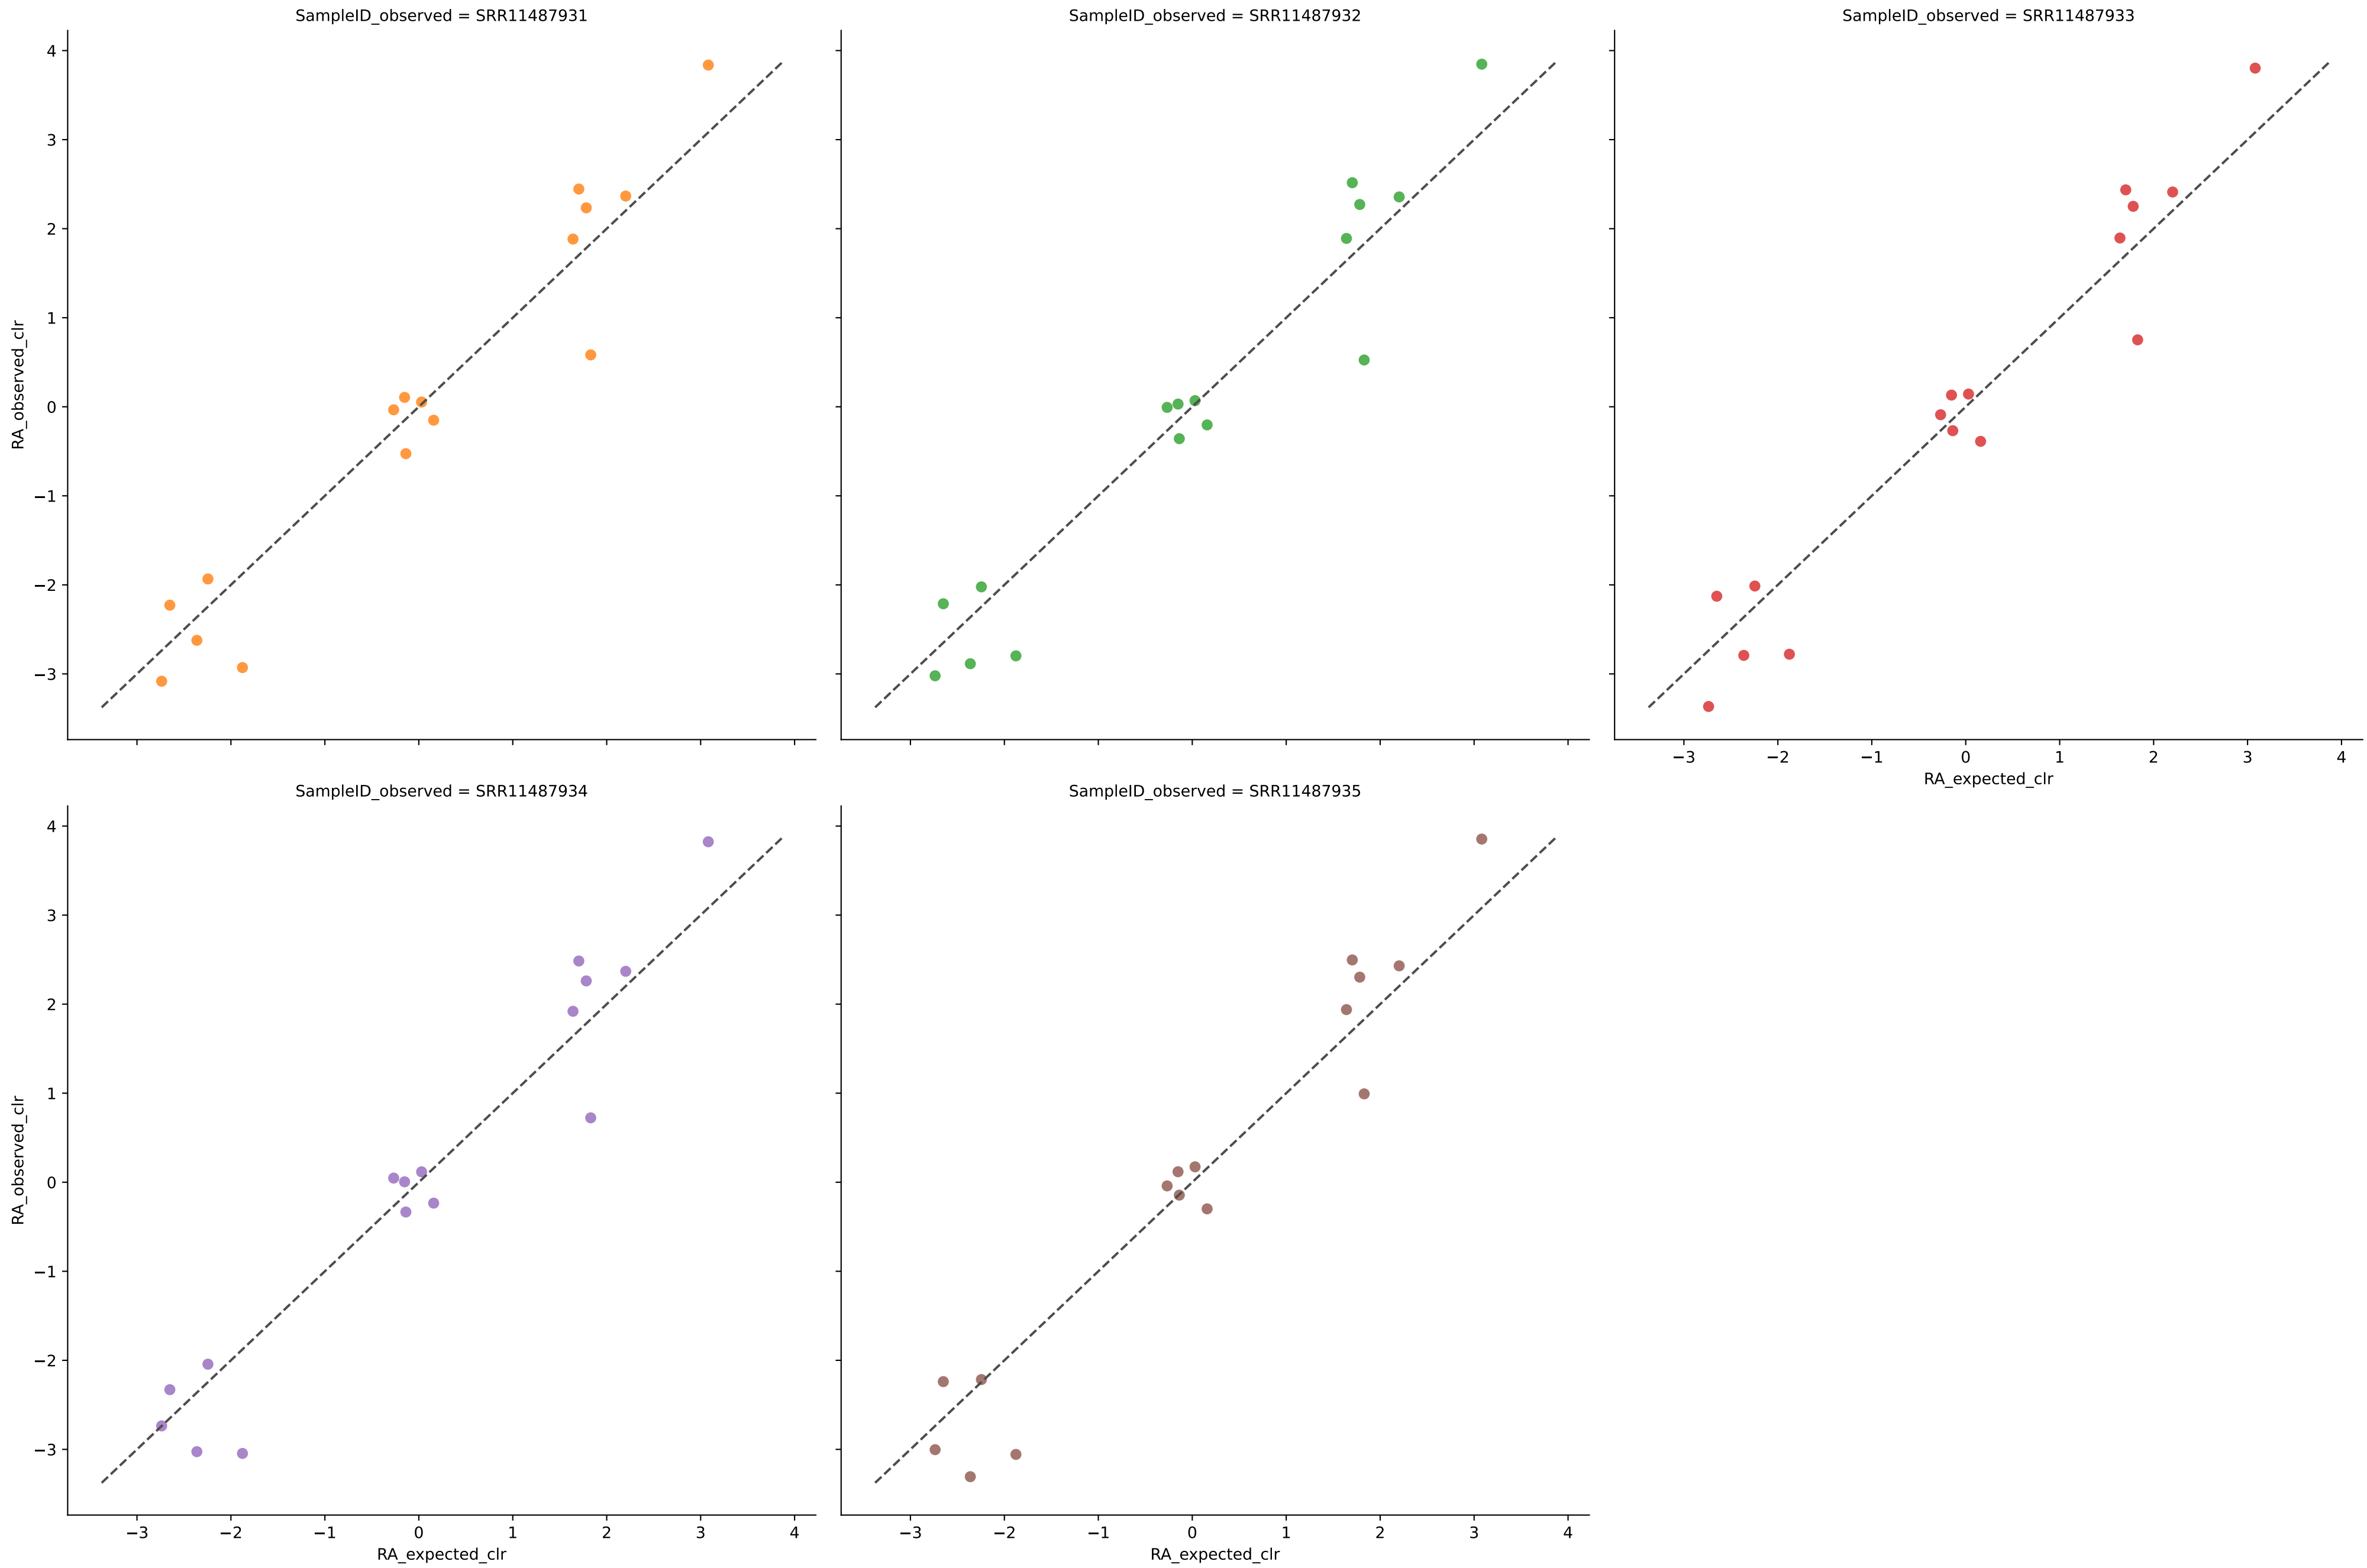 SampleID_observed = SRR11487931
SampleID_observed = SRR11487932
SampleID_observed = SRR11487933
4
3
2
1
0
−1
−2
−3
RA_observed_clr
−3 −2 −1 0 1 2 3 4
RA_expected_clr
SampleID_observed = SRR11487934
SampleID_observed = SRR11487935
4
3
2
1
0
−1
−2
−3
RA_observed_clr
−3 −2 −1 0 1 2 3 4
RA_expected_clr
−3 −2 −1 0 1 2 3 4
RA_expected_clr